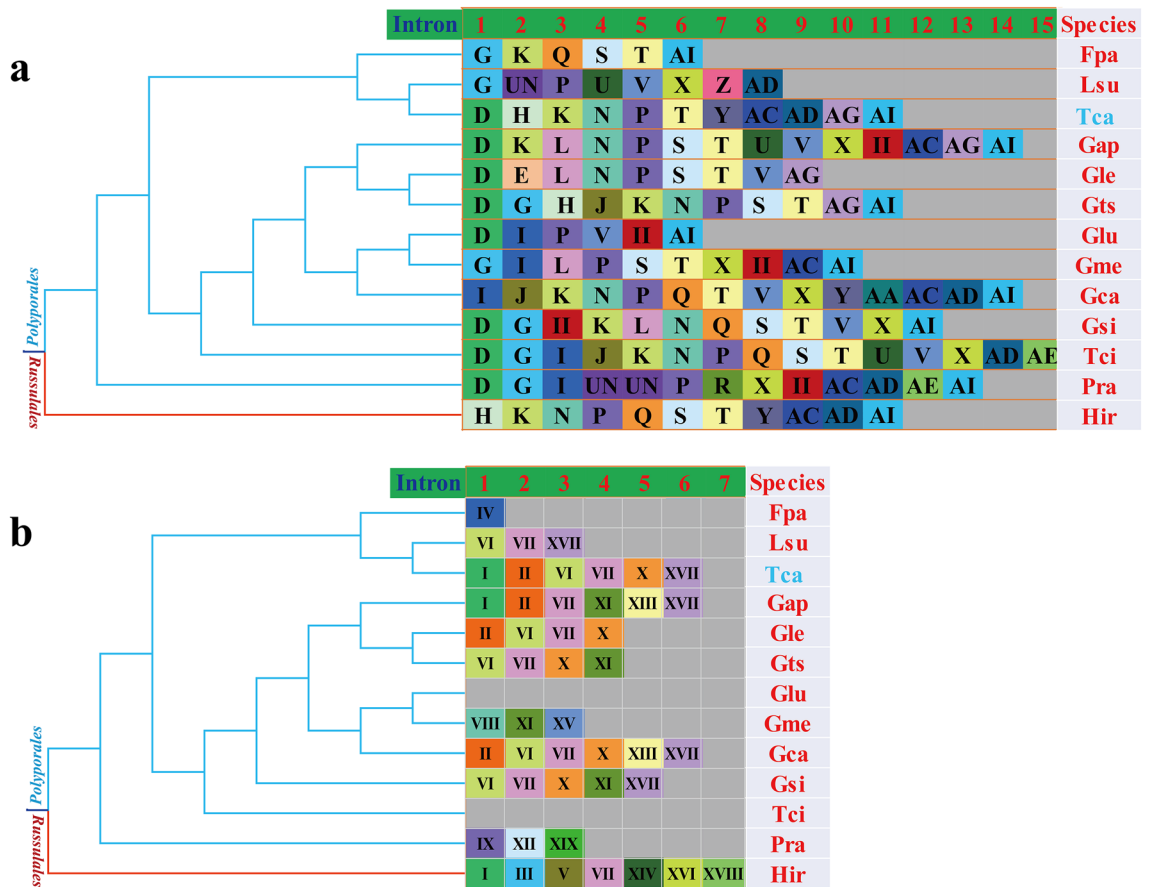 Intron 1 2 3 4 5 6 7 8 9 10 11 12 13 14 15 Species
a
G K Q S T AI Fpa
G UN P U V X Z AD Lsu
D H K N P T Y AC AD AG AI Tca
D K L N P S T U V X II AC AG AI Gap
D E L N P S T V AG Gle
D G H J K N P S T AG AI Gts
D I P V II AI Glu
G I L P S T X II AC AI Gme
I J K N P Q T V X Y AA AC AD AI Gca
D G II K L N Q S T V X AI Gsi
D G I J K N P Q S T U V X AD AE Tci
D G I UN UN P R X II AC AD AE AI Pra
H K N P Q S T Y AC AD AI Hir
Polyporales
Russulales
Intron 1 2 3 4 5 6 7 Species
b
IV Fpa
VI VII XVII Lsu
I II VI VII X XVII Tca
I II VII XI XIII XVII Gap
II VI VII X Gle
VI VII X XI Gts
Glu
VIII XI XV Gme
II VI VII X XIII XVII Gca
VI VII X XI XVII Gsi
Tci
IX XII XIX Pra
I III V VII XIV XVI XVIII Hir
Polyporales
Russulales